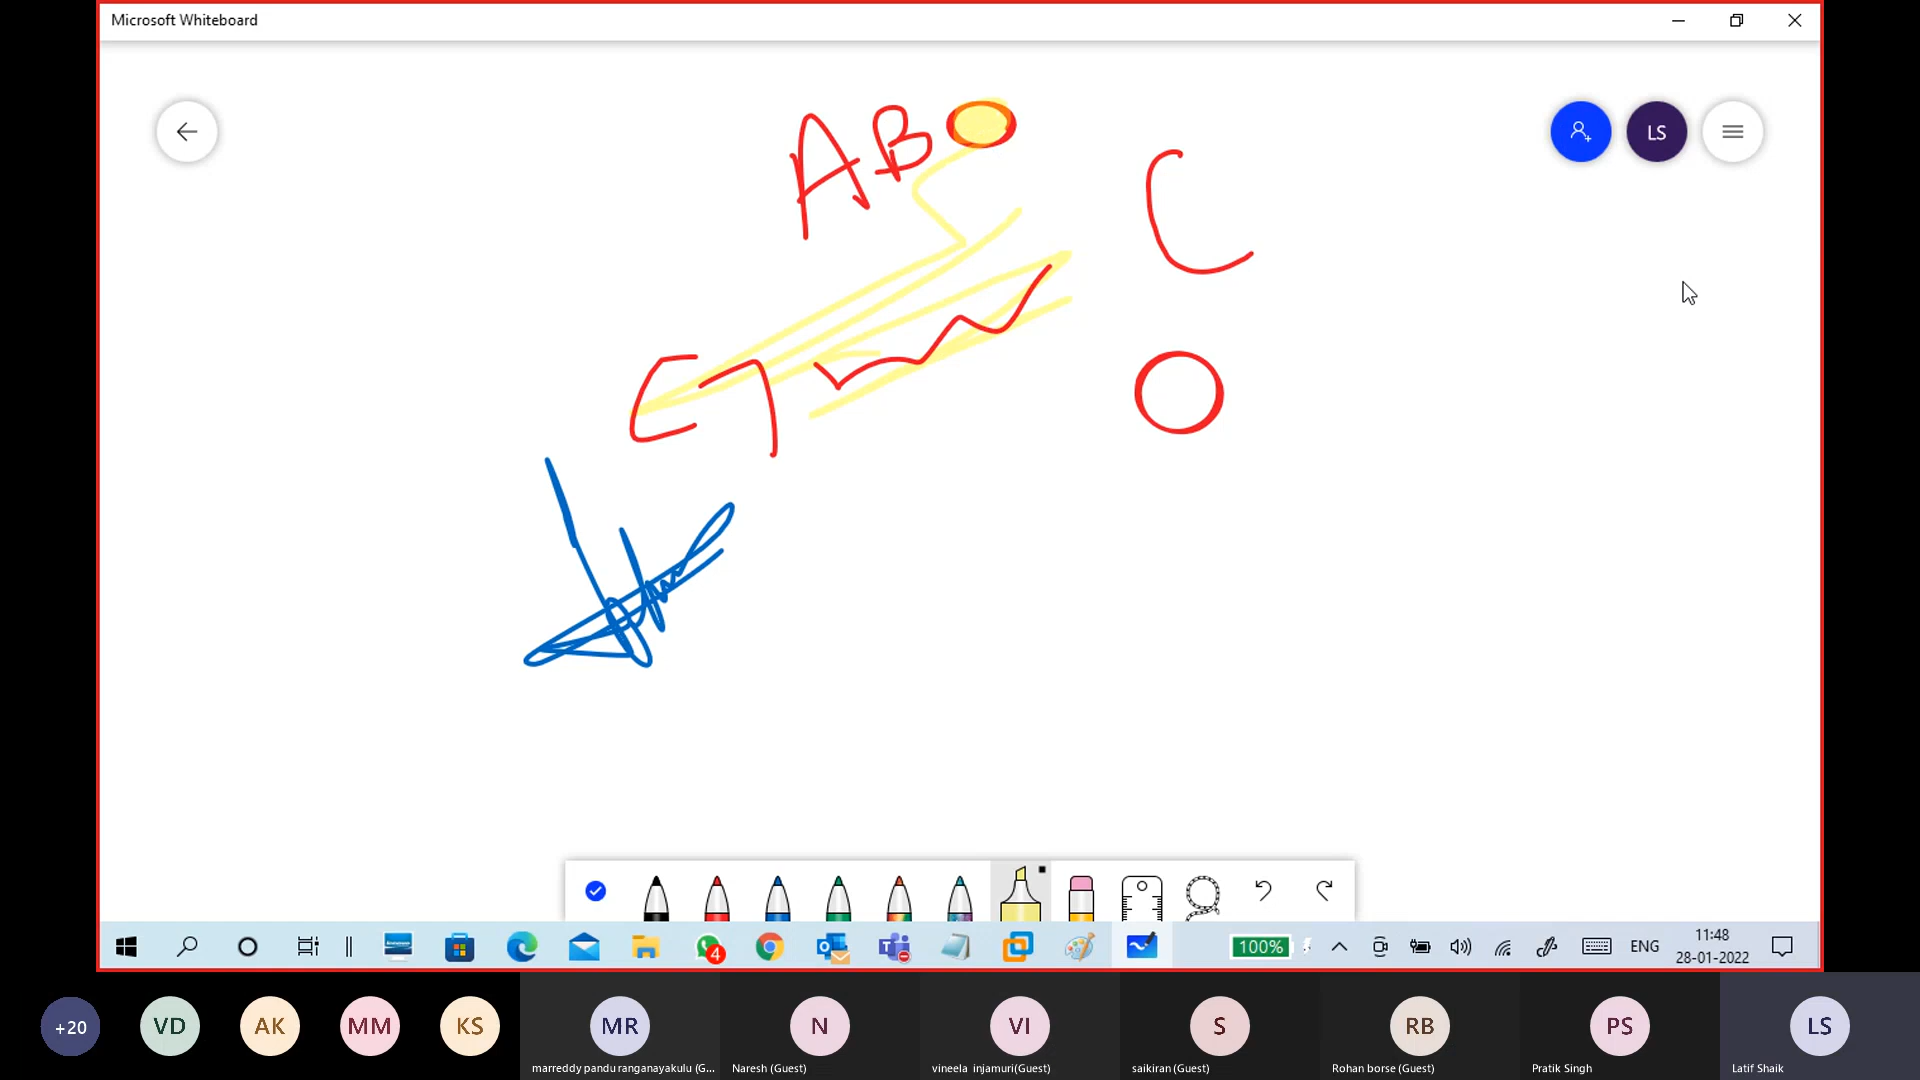 Microsoft Whiteboard
A B
C
LS
4
100%
ENG
11:48
28-01-2022
+20
VD
AK
MM
KS
MR
N
VI
S
RB
PS
LS
marreddy pandu ranganayakulu (G...
Naresh (Guest)
vineela injamuri(Guest)
saikiran (Guest)
Rohan borse (Guest)
Pratik Singh
Latif Shaik